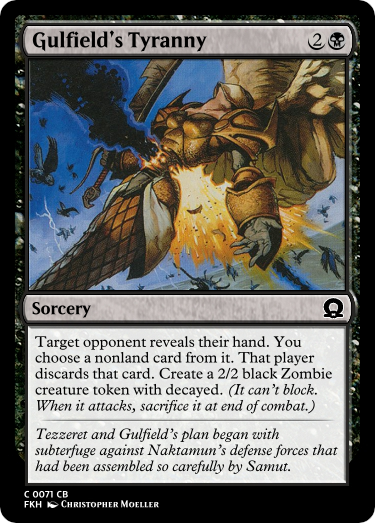 Gulfield's Tyranny 2
Sorcery
Target opponent reveals their hand. You
choose a nonland card from it. That player
discards that card. Create a 2/2 black Zombie
creature token with decayed. (It can't block.
When it attacks, sacrifice it at end of combat.)
Tezzeret and Gulfield's plan began with
subterfuge against Naktamun's defense forces that
had been assembled so carefully by Samut.
C 0071 CB
FKH Christopher Moeller